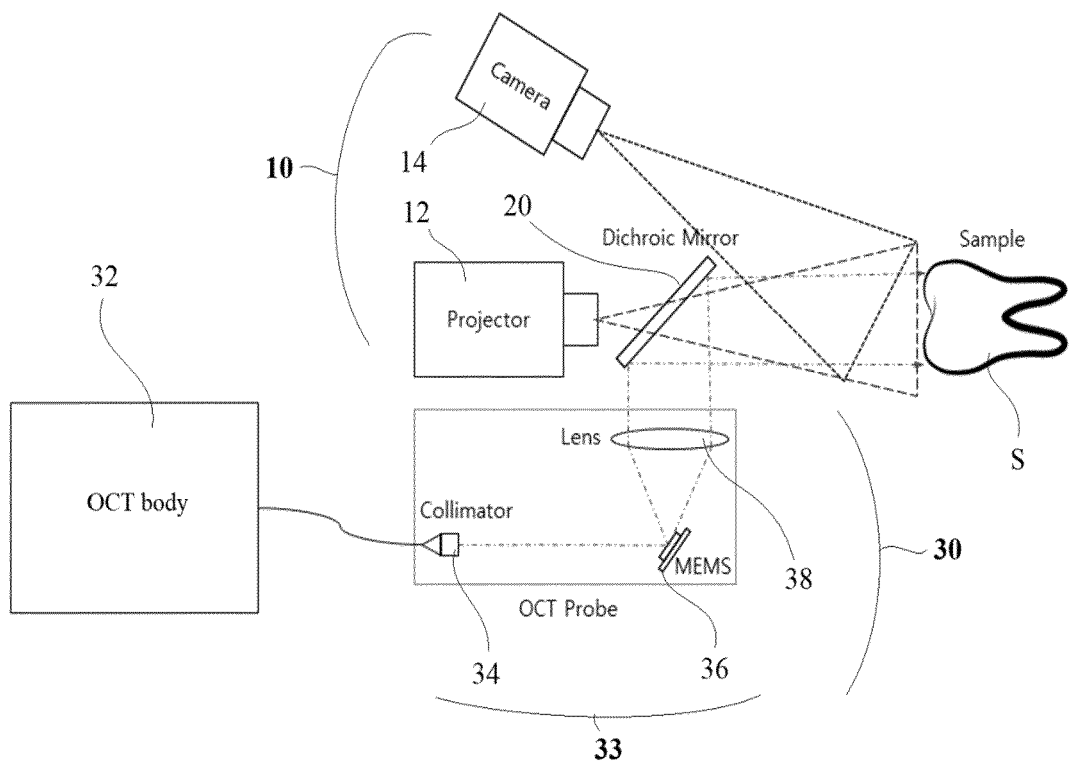 Camera
14
10
12
20
Dichroic Mirror
Sample
32
Projector
Lens
S
OCT body
Collimator
MEMS
38
30
OCT Probe
34
36
33